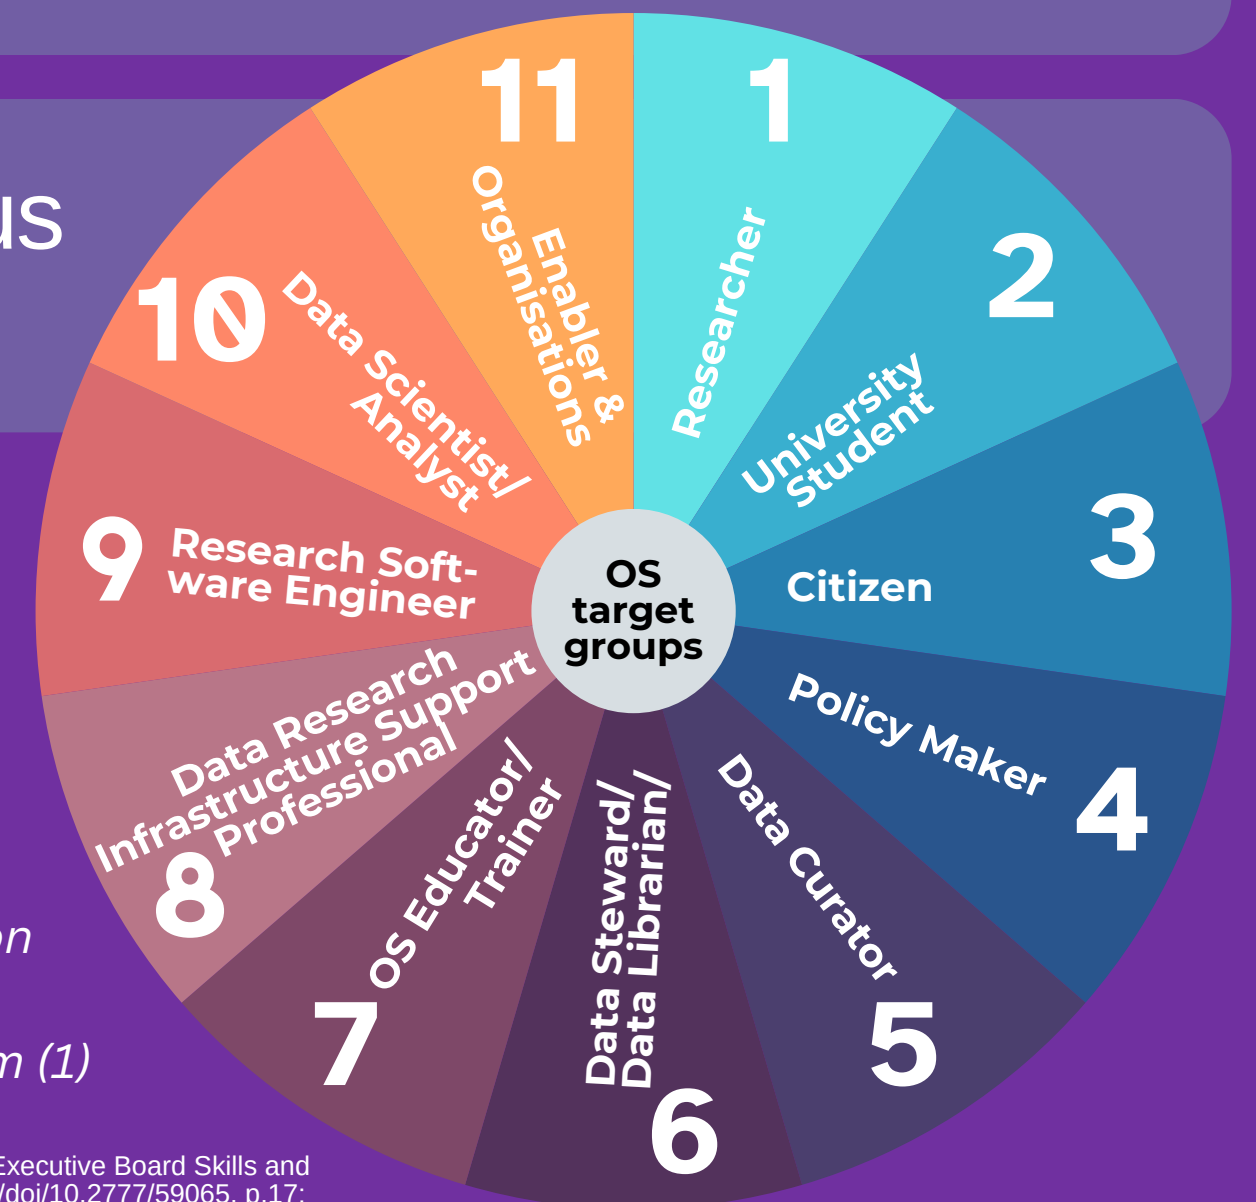 us
11
1
Enabler &
Organisations
Researcher
10
Data Scientist/
Analyst
2
University
Student
9
Research Soft-
ware Engineer
OS
target
groups
3
Citizen
8
Data Research
Infrastructure Support
Professional
Policy Maker
4
OS Educator/
Trainer
7
Data Steward/
Data Librarian/
6
Data Curator
5
on
m (1)
Executive Board Skills and
/doi/10.2777/59065, p.17;